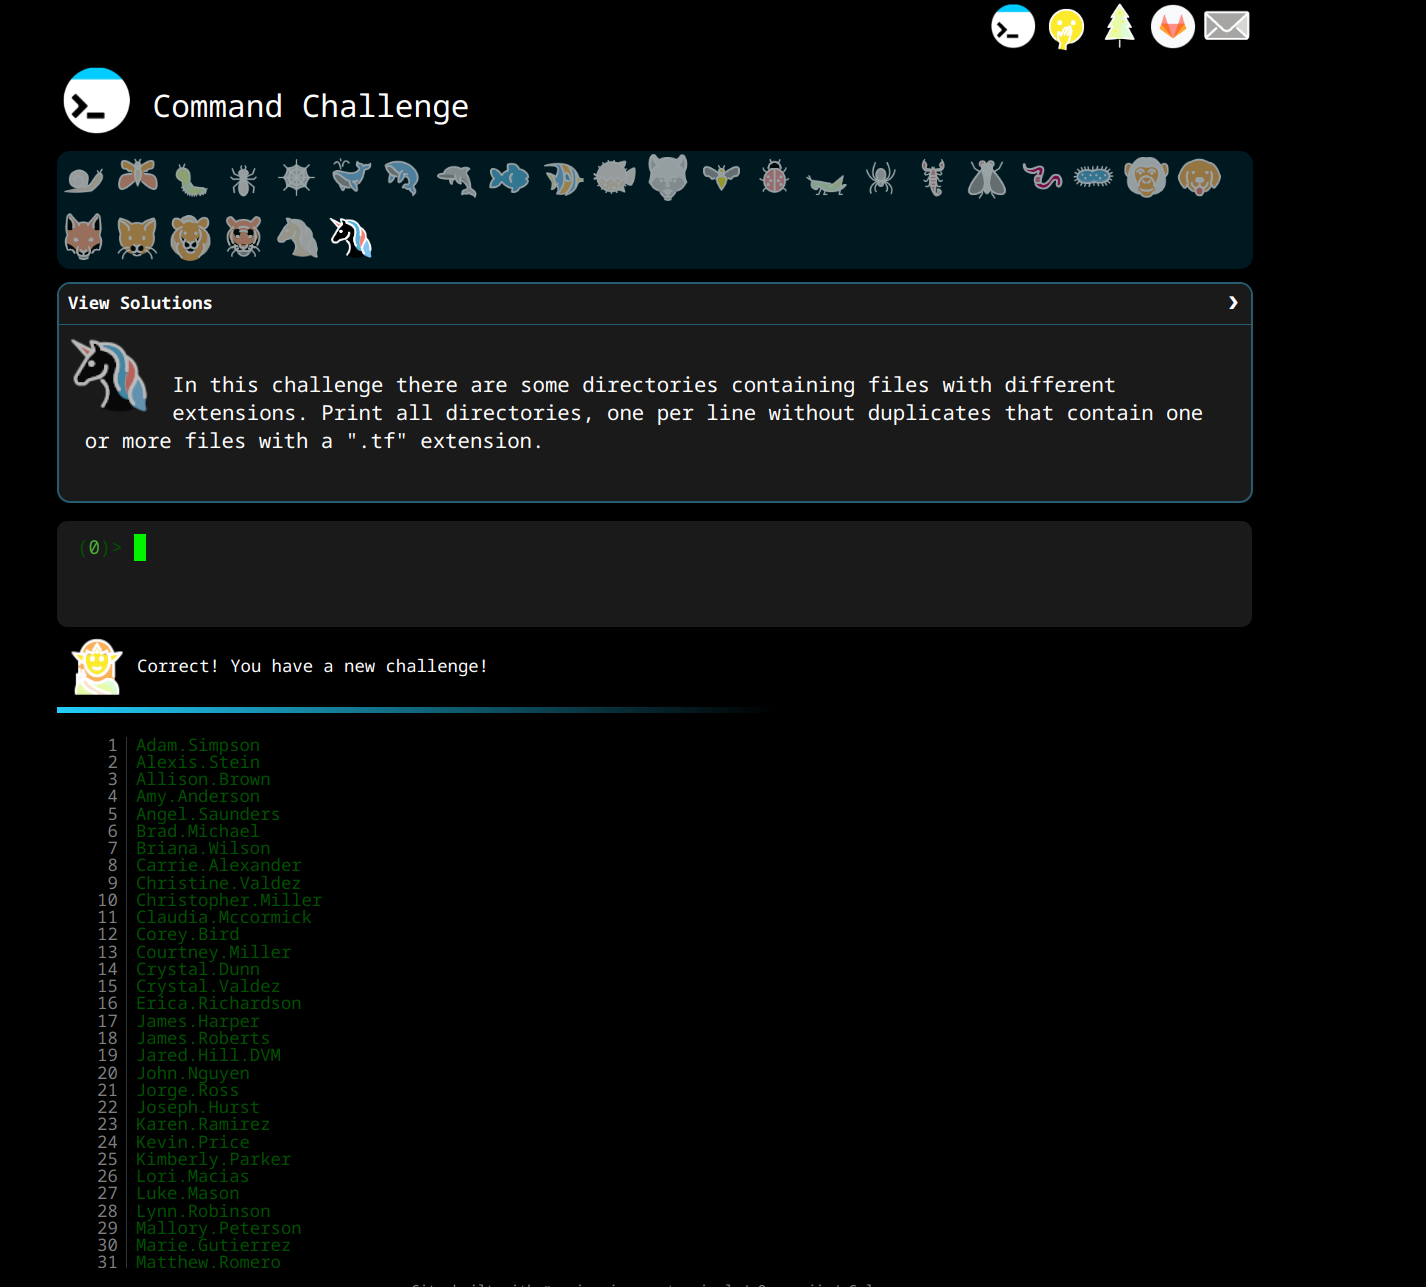 Command Challenge
View Solutions
In this challenge there are some directories containing files with different
extensions. Print all directories, one per line without duplicates that contain one
or more files with a ".tf" extension.
(0)>
Correct! You have a new challenge!
1 Adam.Simpson
2 Alexis.Stein
3 Allison.Brown
4 Amy.Anderson
5 Angel.Saunders
6 Brad.Michael
7 Briana.Wilson
8 Carrie.Alexander
9 Christine.Valdez
10 Christopher.Miller
11 Claudia.Mccormick
12 Corey.Bird
13 Courtney.Miller
14 Crystal.Dunn
15 Crystal.Valdez
16 Erica.Richardson
17 James.Harper
18 James.Roberts
19 Jared.Hill.DVM
20 John.Nguyen
21 Jorge.Ross
22 Joseph.Hurst
23 Karen.Ramirez
24 Kevin.Price
25 Kimberly.Parker
26 Lori.Macias
27 Luke.Mason
28 Lynn.Robinson
29 Mallory.Peterson
30 Marie.Gutierrez
31 Matthew.Romero